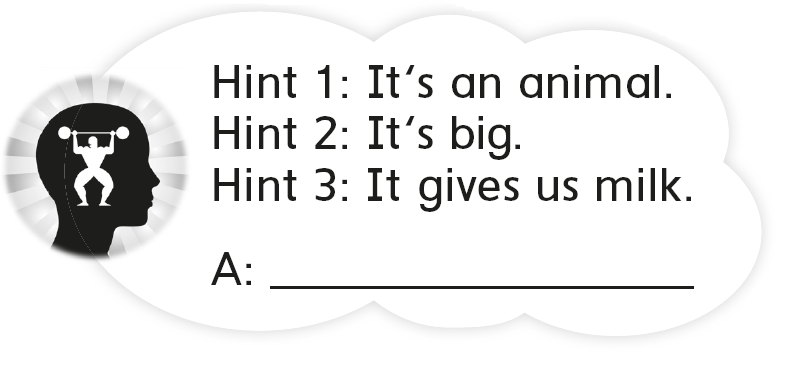 Hint 1: It's an animal.
Hint 2: It's big.
Hint 3: It gives us milk.
A: